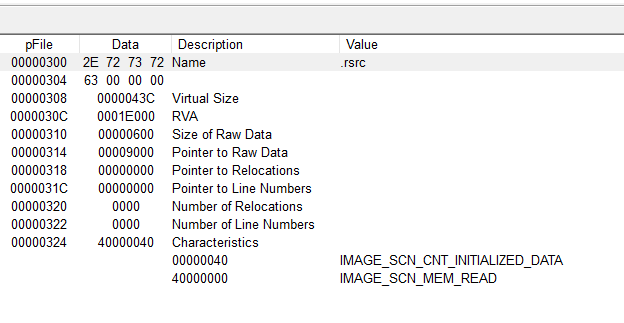 pFile Data Description Value
00000300 2E 72 73 72 Name .rsrc
00000304 63 00 00 00
00000308 0000043C Virtual Size
0000030C 0001E000 RVA
00000310 00000600 Size of Raw Data
00000314 00009000 Pointer to Raw Data
00000318 00000000 Pointer to Relocations
0000031C 00000000 Pointer to Line Numbers
00000320 0000 Number of Relocations
00000322 0000 Number of Line Numbers
00000324 40000040 Characteristics
00000040 IMAGE_SCN_CNT_INITIALIZED_DATA
40000000 IMAGE_SCN_MEM_READ